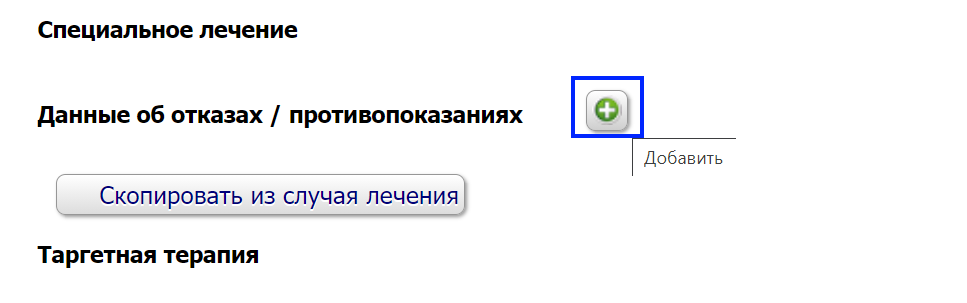 Специальное лечение
Данные об отказах / противопоказаниях
Добавить
Скопировать из случая лечения
Таргетная терапия